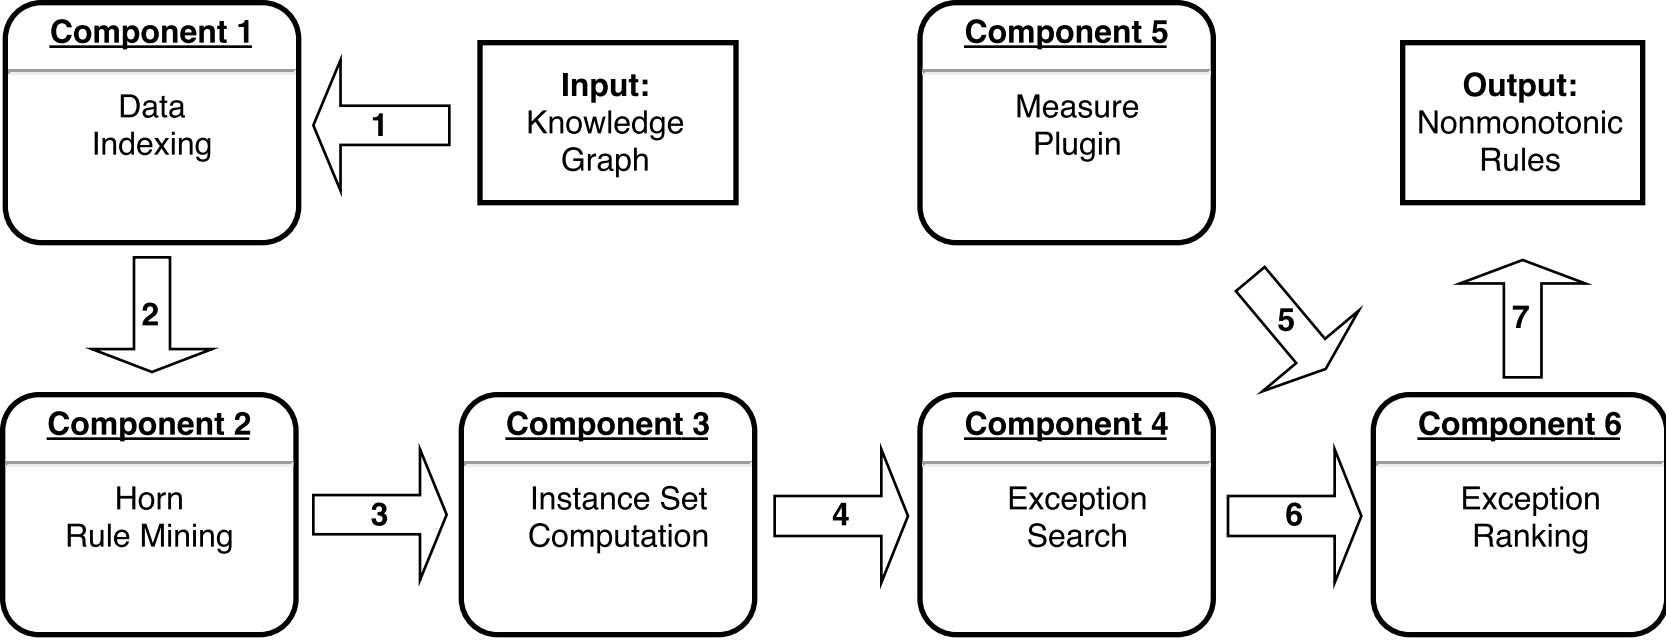 Component 1
Data
Indexing
1
Input:
Knowledge
Graph
Component 5
Measure
Plugin
Output:
Nonmonotonic
Rules
2
5
7
Component 2
Horn
Rule Mining
3
Component 3
Instance Set
Computation
4
Component 4
Exception
Search
6
Component 6
Exception
Ranking